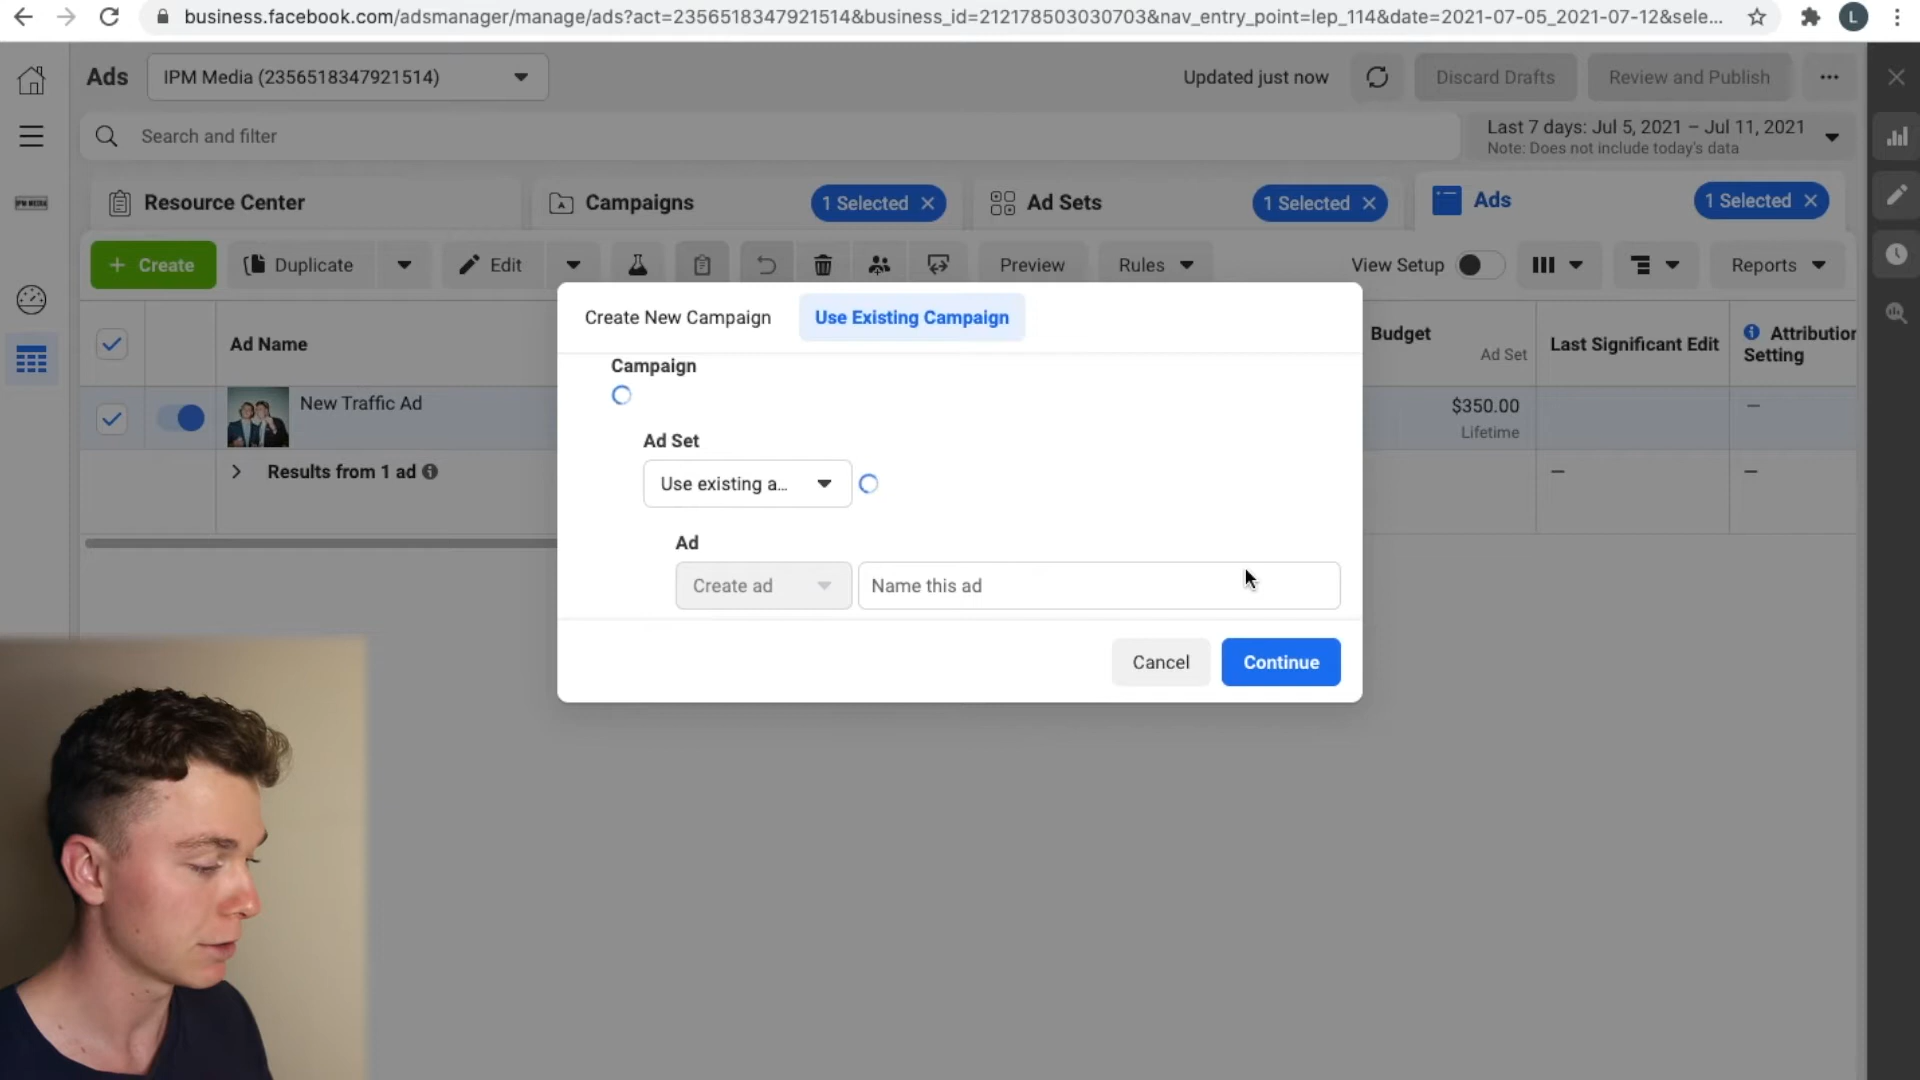 business.facebook.com/adsmanager/manage/ads?act=2356518347921514&business_id=212178503030703&nav_entry_point=lep_114&date=2021-07-05_2021-07-12&sele...
L
Ads
IPM Media (2356518347921514)
Updated just now
Discard Drafts
Review and Publish
Search and filter
Last 7 days: Jul 5, 2021 – Jul 11, 2021
Note: Does not include today's data
IPM MEDIA
Resource Center
Campaigns
1 Selected
Ad Sets
1 Selected
Ads
1 Selected
+ Create
Duplicate
Edit
Preview
Rules
View Setup
Reports
Ad Name
Budget
Ad Set
Last Significant Edit
Attribution
Setting
New Traffic Ad
$350.00
Lifetime
—
Results from 1 ad
—
—
Create New Campaign
Use Existing Campaign
Campaign
Ad Set
Use existing a...
Ad
Create ad
Name this ad
Cancel
Continue